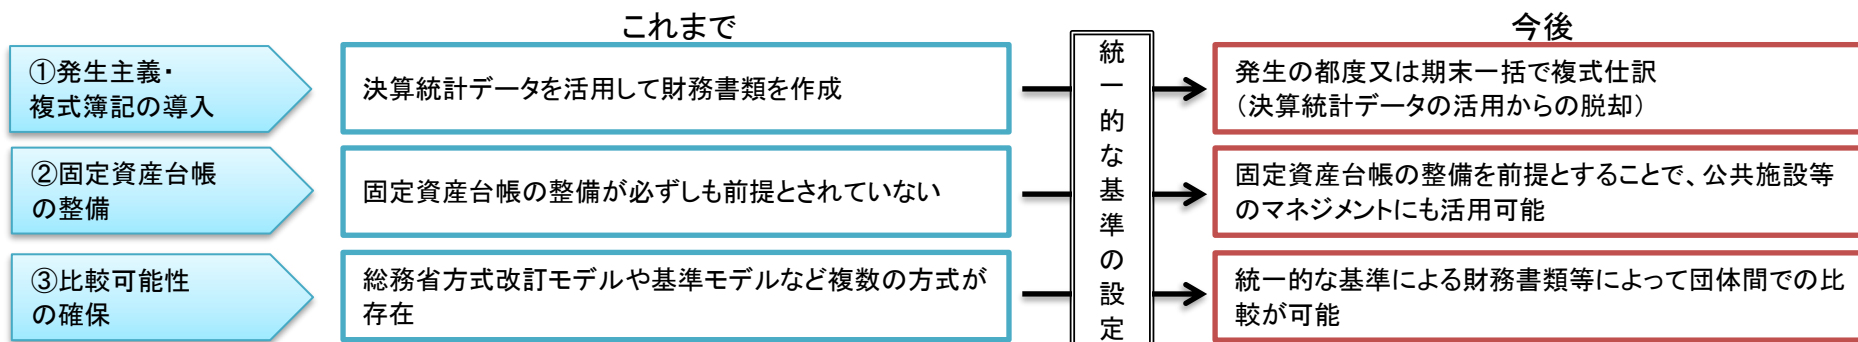 これまで
今後
①発生主義・
複式簿記の導入
決算統計データを活用して財務書類を作成
統一的な基準の設定
発生の都度又は期末一括で複式仕訳
（決算統計データの活用からの脱却）
②固定資産台帳
の整備
固定資産台帳の整備が必ずしも前提とされていない
固定資産台帳の整備を前提とすることで、公共施設等
のマネジメントにも活用可能
③比較可能性
の確保
総務省方式改訂モデルや基準モデルなど複数の方式が
存在
統一的な基準による財務書類等によって団体間での比
較が可能